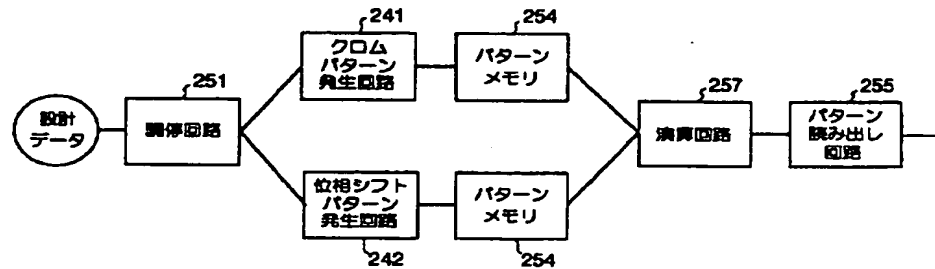 設計
データ
251
調停回路
241
クロム
パターン
発生回路
254
パターン
メモリ
位相シフト
パターン
発生回路
242
パターン
メモリ
254
257
演算回路
255
パターン
読み出し
回路